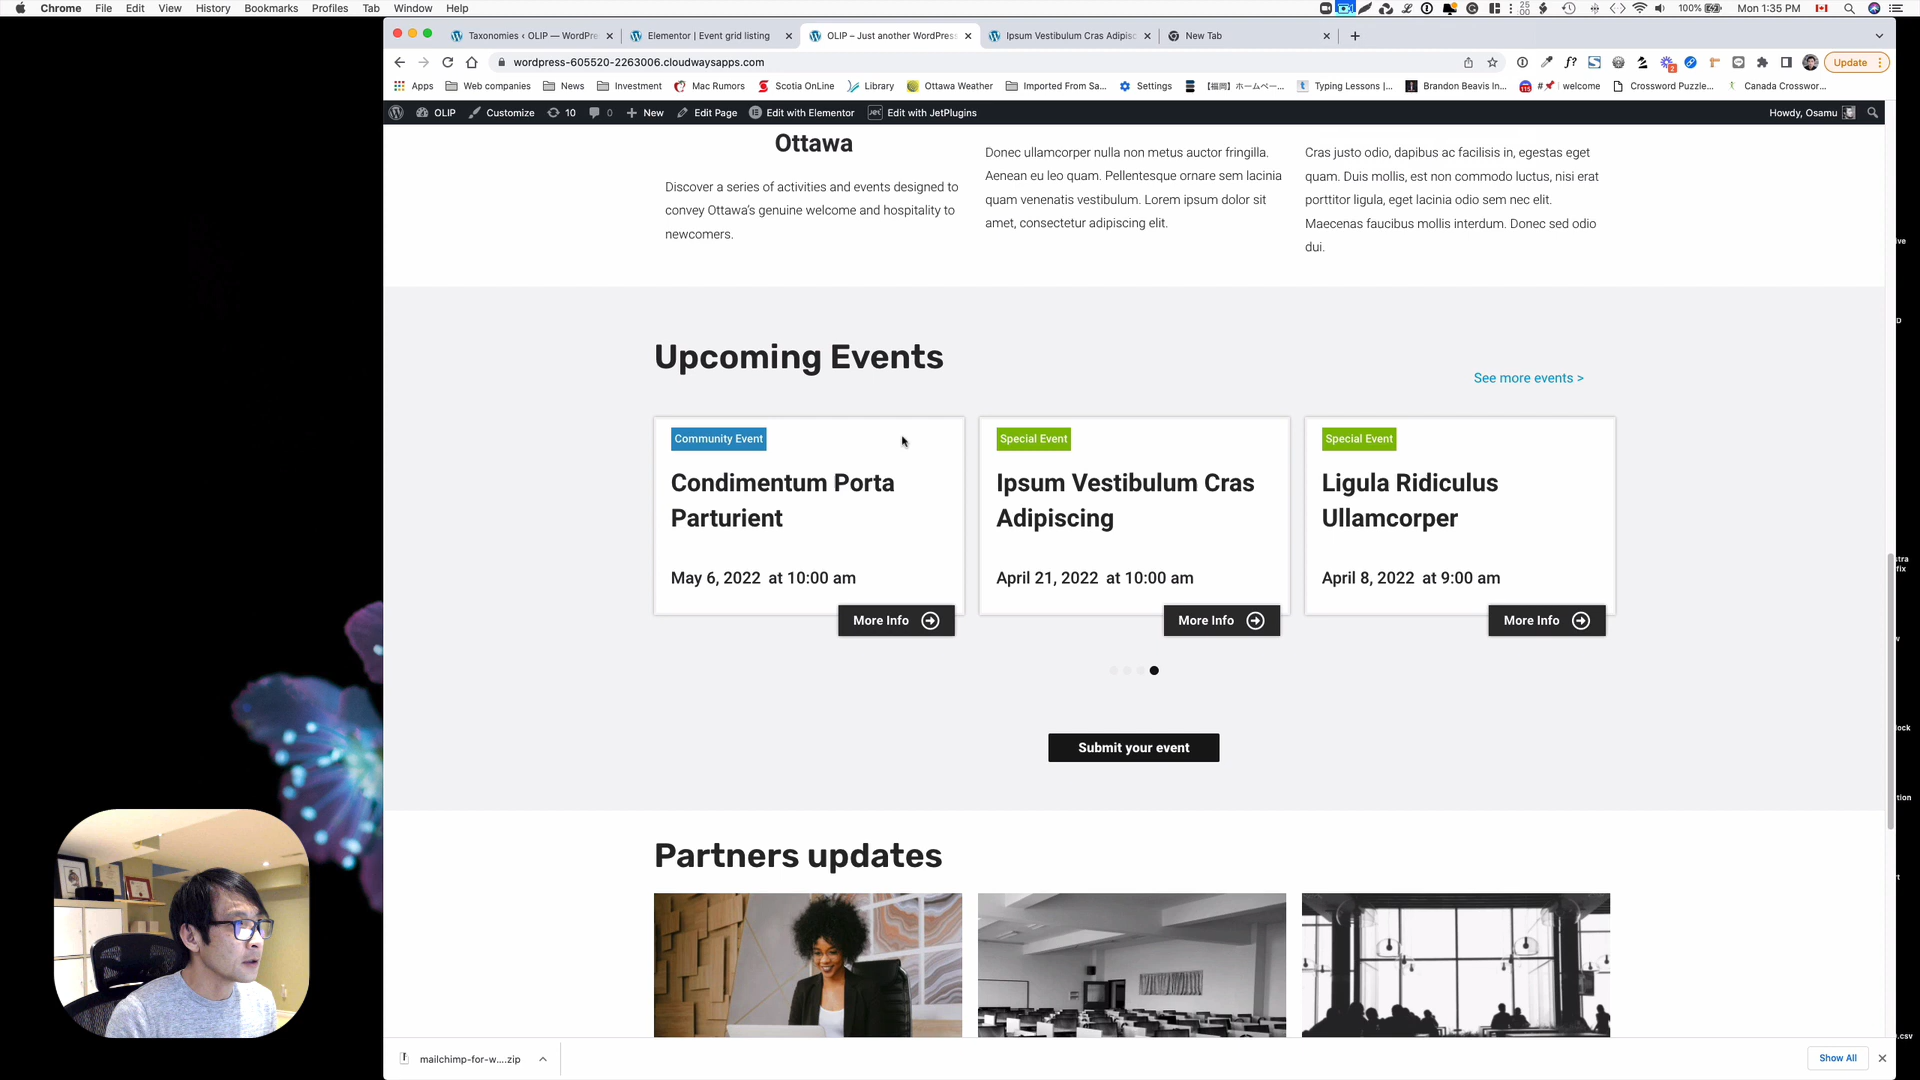 Chrome File Edit View History Bookmarks Profiles Tab Window Help
100% Mon 1:35 PM
Taxonomies ‹ OLIP — WordPre
Elementor | Event grid listing
OLIP – Just another WordPress
Ipsum Vestibulum Cras Adipisc
New Tab
wordpress-605520-2263006.cloudwaysapps.com
Update
Apps Web companies News Investment Mac Rumors Scotia OnLine Library Ottawa Weather Imported From Sa... Settings 【福岡】ホームペー... Typing Lessons |... Brandon Beavis In... welcome Crossword Puzzle... Canada Crosswor...
OLIP Customize 10 0 New Edit Page Edit with Elementor Edit with JetPlugins Howdy, Osamu
Ottawa
Discover a series of activities and events designed to
convey Ottawa’s genuine welcome and hospitality to
newcomers.
Donec ullamcorper nulla non metus auctor fringilla.
Aenean eu leo quam. Pellentesque ornare sem lacinia
quam venenatis vestibulum. Lorem ipsum dolor sit
amet, consectetur adipiscing elit.
Cras justo odio, dapibus ac facilisis in, egestas eget
quam. Duis mollis, est non commodo luctus, nisi erat
porttitor ligula, eget lacinia odio sem nec elit.
Maecenas faucibus mollis interdum. Donec sed odio
dui.
Upcoming Events
See more events >
Community Event
Condimentum Porta
Parturient
May 6, 2022 at 10:00 am
More Info
Special Event
Ipsum Vestibulum Cras
Adipiscing
April 21, 2022 at 10:00 am
More Info
Special Event
Ligula Ridiculus
Ullamcorper
April 8, 2022 at 9:00 am
More Info
Submit your event
Partners updates
mailchimp-for-w....zip
Show All